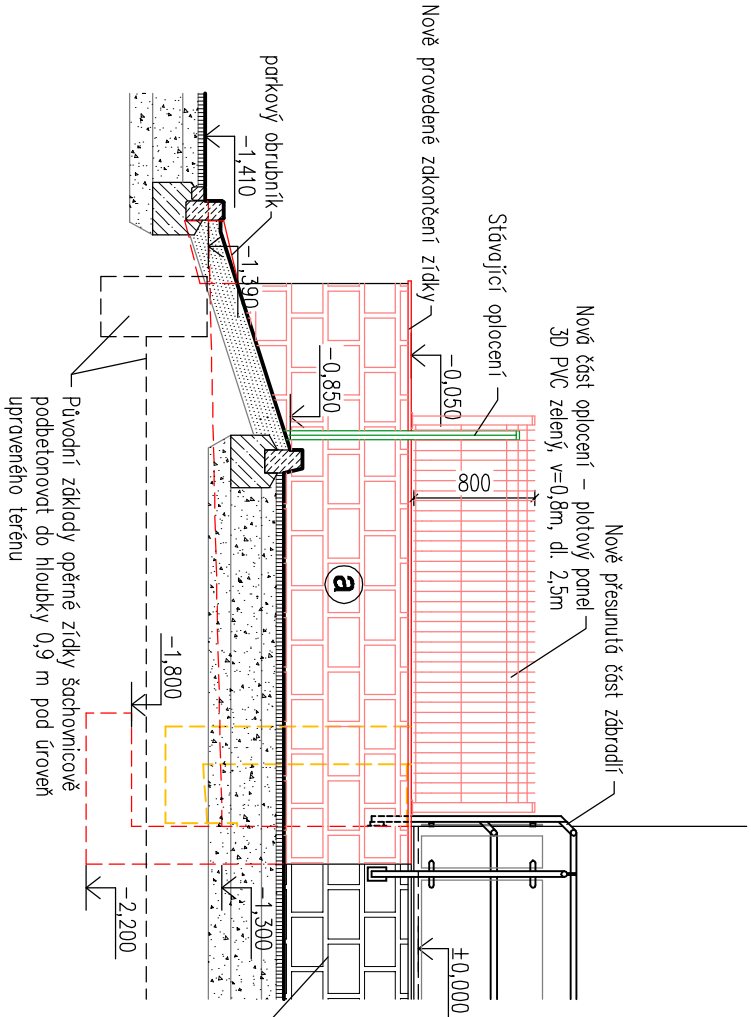 Nově provedené zakončení zídky
Stávající oplocení
Nová část oplocení – plotový panel
3D PVC zelený, v=0,8m, dl. 2,5m
Nově přesunutá část zábradlí
parkový obrubník
-1,410
-1,390
-0,850
-0,050
800
a
-1,800
-1,300
-2,200
±0,000
Původní základy opěrné zídky šachovnicově
podbetonovat do hloubky 0,9 m pod úroveň
upraveného terénu